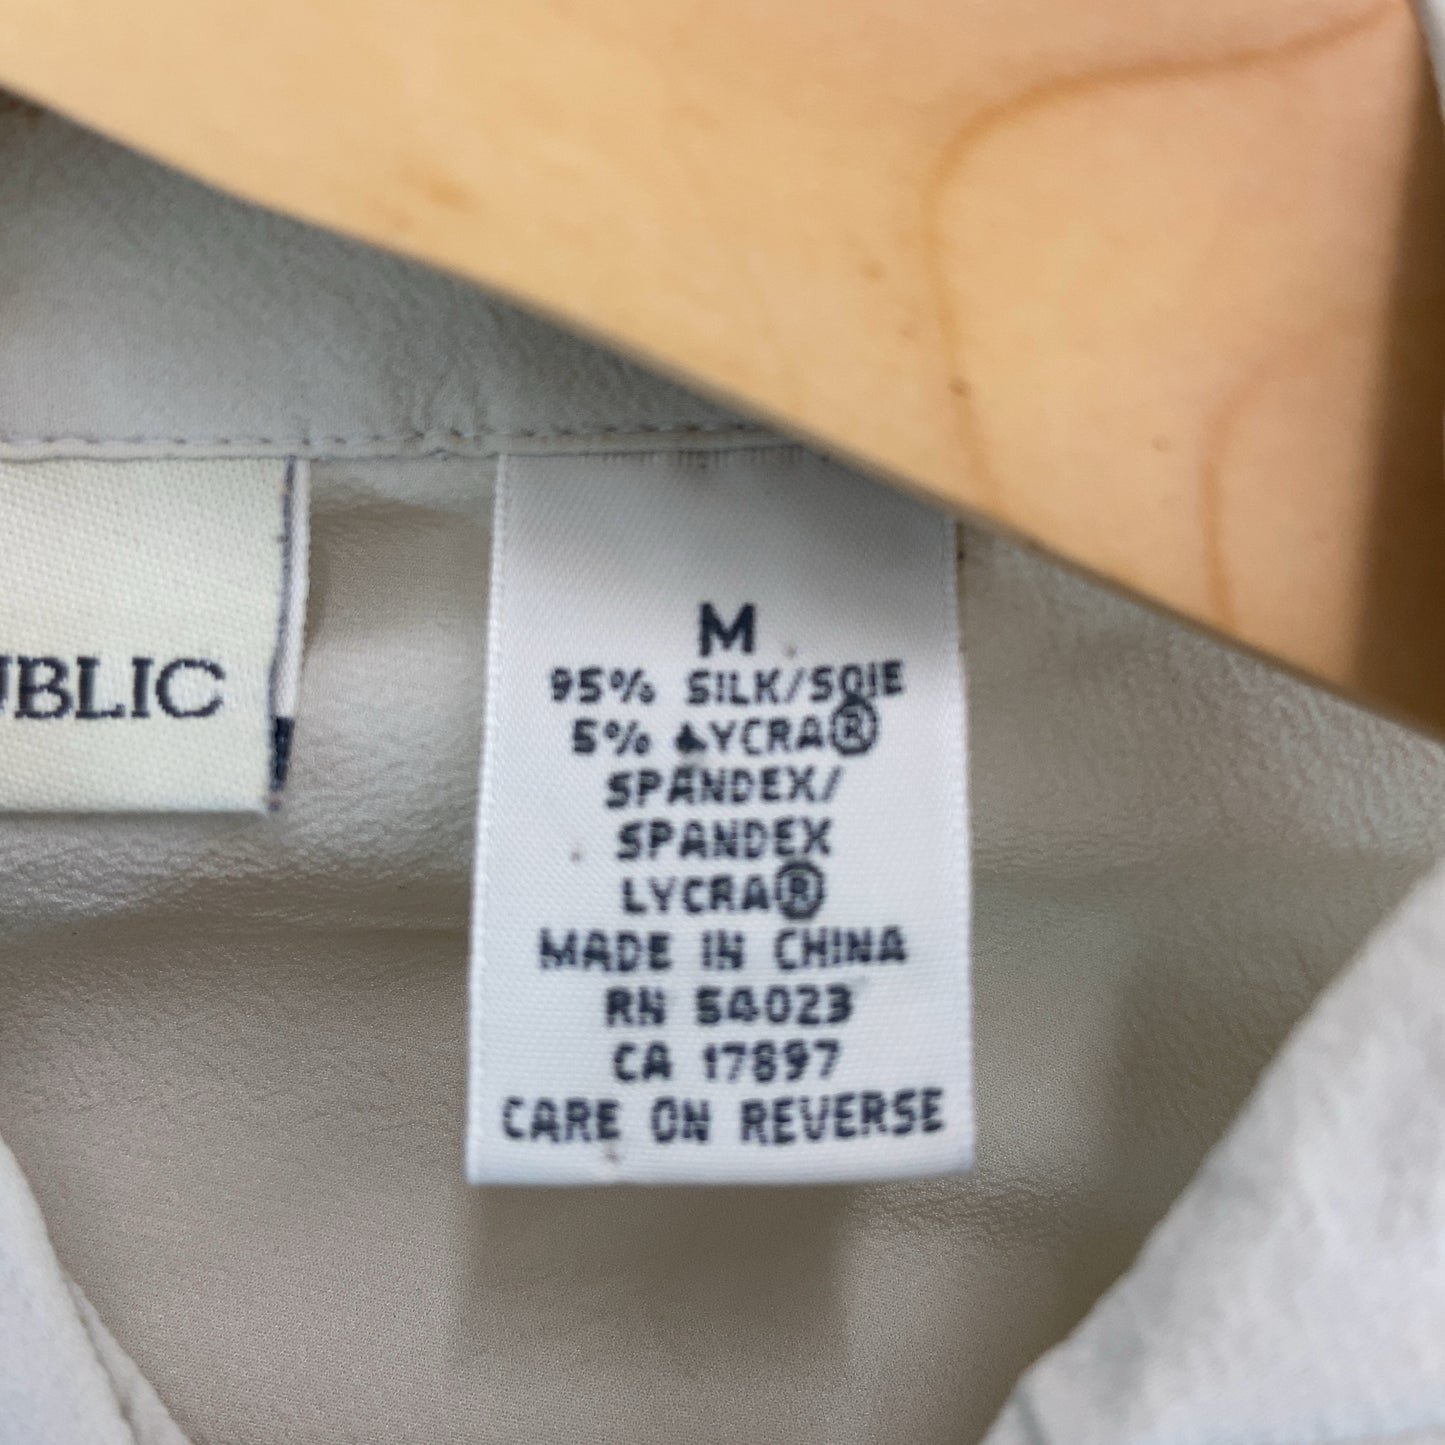 UBLIC
M
95% SILK/SOIE
5% LYCRA®
SPANDEX/
SPANDEX
LYCRA®
MADE IN CHINA
RN 54023
CA 17897
CARE ON REVERSE